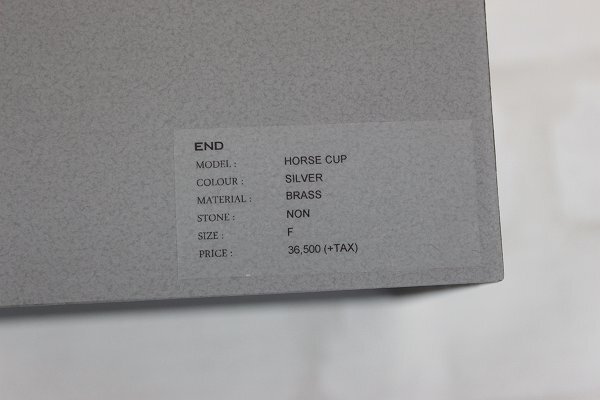 END
MODEL : HORSE CUP
COLOUR : SILVER
MATERIAL : BRASS
STONE : NON
SIZE : F
PRICE : 36,500 (+TAX)